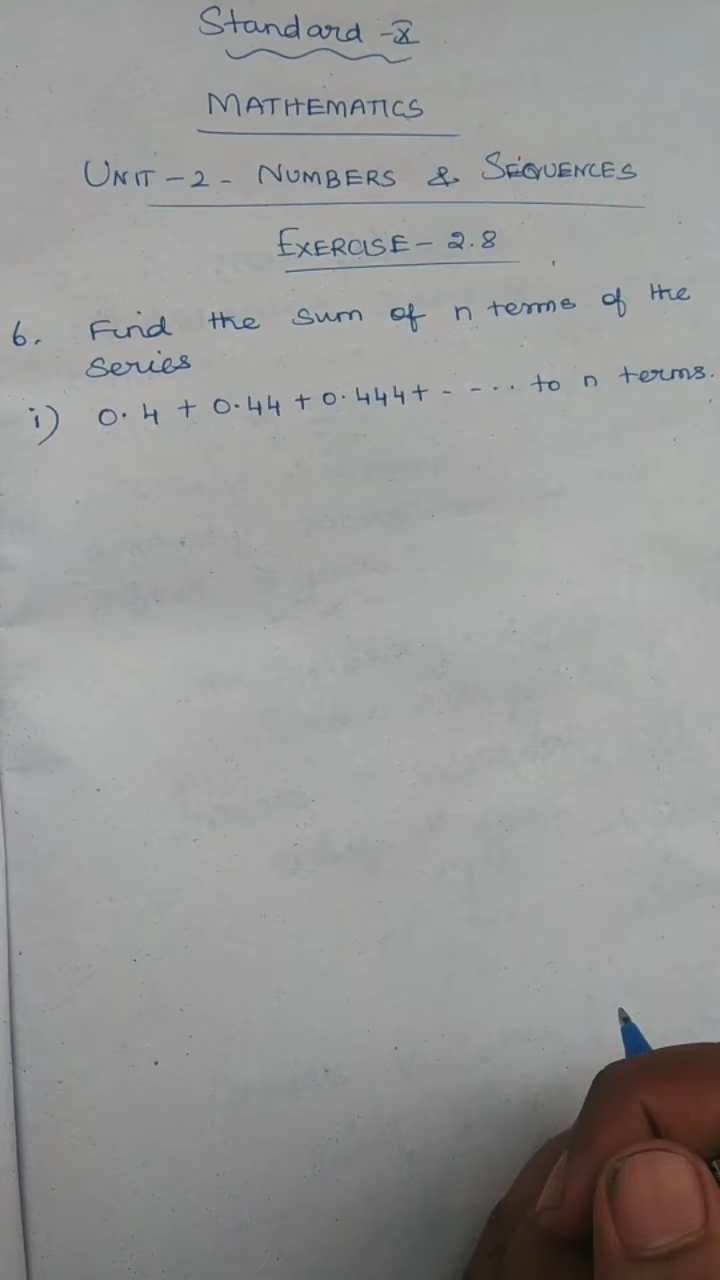 Standard - X
MATHEMATICS
UNIT - 2 - NUMBERS & SEQUENCES
EXERCISE - 2.8
6. Find the sum of n terms of the
series
i) 0.4 + 0.44 + 0.444 + - - ... to n terms.